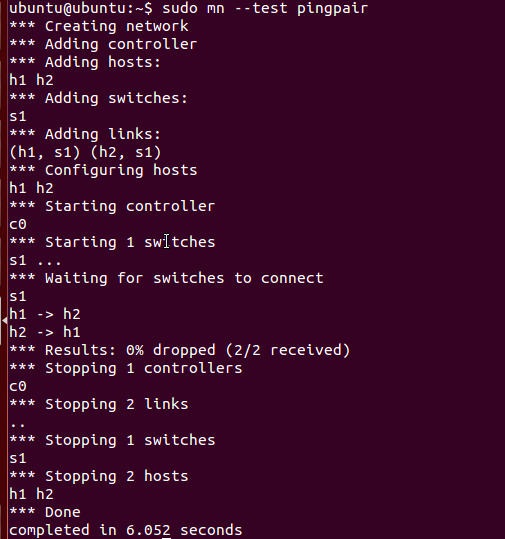 ubuntu@ubuntu:~$ sudo mn --test pingpair
*** Creating network
*** Adding controller
*** Adding hosts:
h1 h2
*** Adding switches:
s1
*** Adding links:
(h1, s1) (h2, s1)
*** Configuring hosts
h1 h2
*** Starting controller
c0
*** Starting 1 switches
s1 ...
*** Waiting for switches to connect
s1
h1 -> h2
h2 -> h1
*** Results: 0% dropped (2/2 received)
*** Stopping 1 controllers
c0
*** Stopping 2 links
..
*** Stopping 1 switches
s1
*** Stopping 2 hosts
h1 h2
*** Done
completed in 6.052 seconds